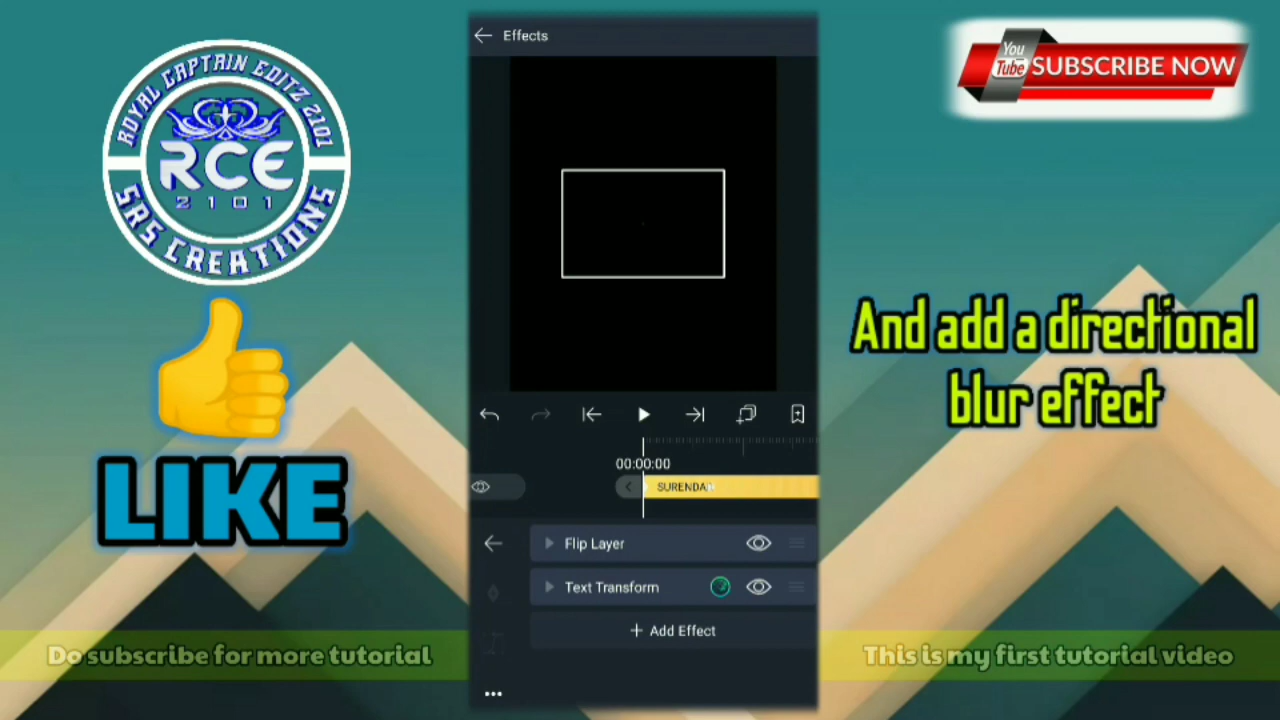 ROYAL CAPTAIN EDITZ 2101
RCE
2101
SRS CREATIONS
LIKE
Do subscribe for more tutorial
Effects
00:00:00
SURENDA
Flip Layer
Text Transform
+ Add Effect
You
Tube
SUBSCRIBE NOW
And add a directional
blur effect
This is my first tutorial video